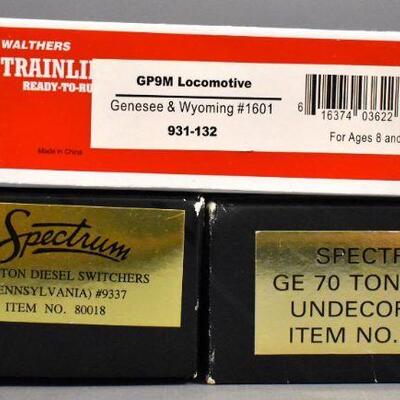 WALTHERS
TRAINLI
READY-TO-RU
Made in China
GP9M Locomotive
Genesee & Wyoming #1601
931-132
6 16374 03622
For Ages 8 and
Spectrum
TON DIESEL SWITCHERS
ENNSYLVANIA) #9337
ITEM NO. 80018
SPECTR
GE 70 TON
UNDECOR
ITEM NO.